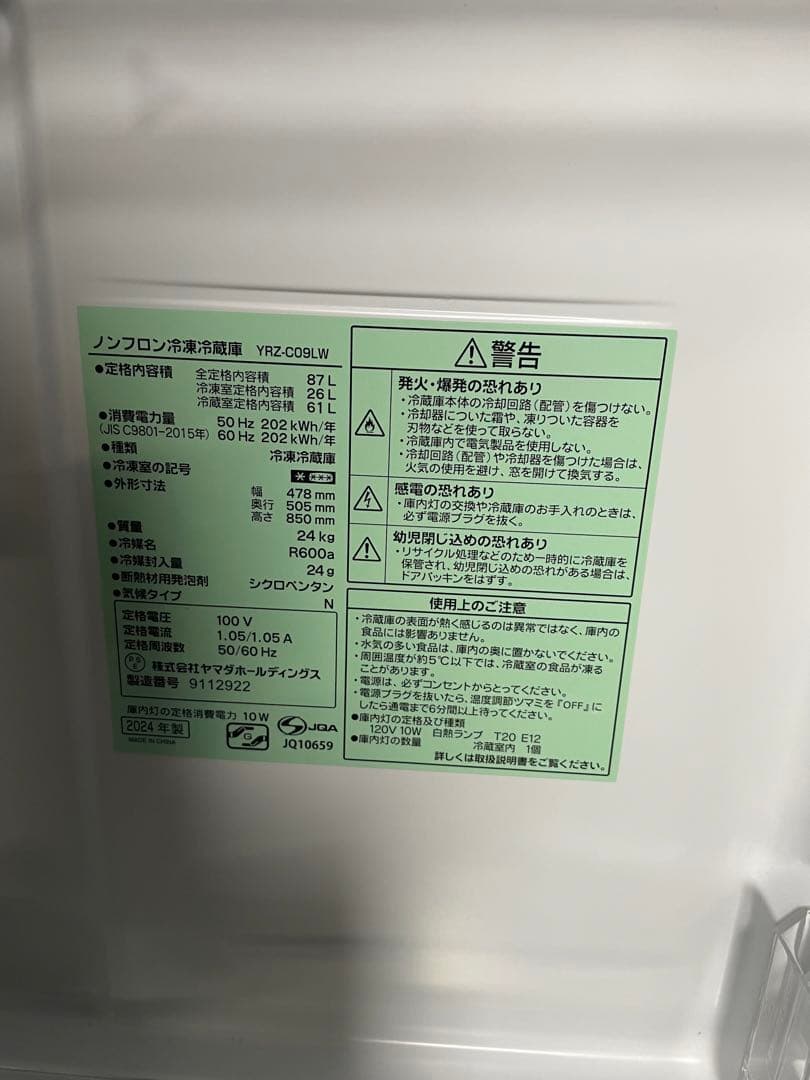 ノンフロン冷凍冷蔵庫 YRZ-C09LW
●定格内容積 全定格内容積 87 L
冷凍室定格内容積 26 L
冷蔵室定格内容積 61 L
●消費電力量 50 Hz 202 kWh/年
(JIS C9801-2015年) 60 Hz 202 kWh/年
●種類 冷凍冷蔵庫
●冷凍室の記号
●外形寸法 幅 478 mm
奥行 505 mm
高さ 850 mm
●質量 24 kg
●冷媒名 R600a
●冷媒封入量 24 g
●断熱材用発泡剤 シクロペンタン
●気候タイプ N
定格電圧 100 V
定格電流 1.05/1.05 A
定格周波数 50/60 Hz
PSE 株式会社ヤマダホールディングス
製造番号 9112922
庫内灯の定格消費電力 10 W
2024 年製
MADE IN CHINA
G
JQA
JQ10659
警告
発火・爆発の恐れあり
・冷蔵庫本体の冷却回路(配管)を傷つけない。
・冷却器についた霜や、凍りついた容器を
刃物などを使って取らない。
・冷蔵庫内で電気製品を使用しない。
・冷却回路(配管)や冷却器を傷つけた場合は、
火気の使用を避け、窓を開けて換気する。
感電の恐れあり
・庫内灯の交換や冷蔵庫のお手入れのときは、
必ず電源プラグを抜く。
幼児閉じ込めの恐れあり
・リサイクル処理などのため一時的に冷蔵庫を
保管され、幼児閉じ込めの恐れがある場合は、
ドアパッキンをはずす。
使用上のご注意
・冷蔵庫の表面が熱く感じるのは異常ではなく、庫内の
食品には影響ありません。
・水気の多い食品は、庫内の奥に置かないでください。
・周囲温度が約5℃以下では、冷蔵室の食品が凍る
ことがあります。
・電源は、必ずコンセントからとってください。
・電源プラグを抜いたら、温度調節ツマミを「OFF」に
したら通電まで6分間以上待ってください。
●庫内灯の定格及び種類
120V 10W 白熱ランプ T20 E12
●庫内灯の数量 冷蔵室内 1個
詳しくは取扱説明書をご覧ください。